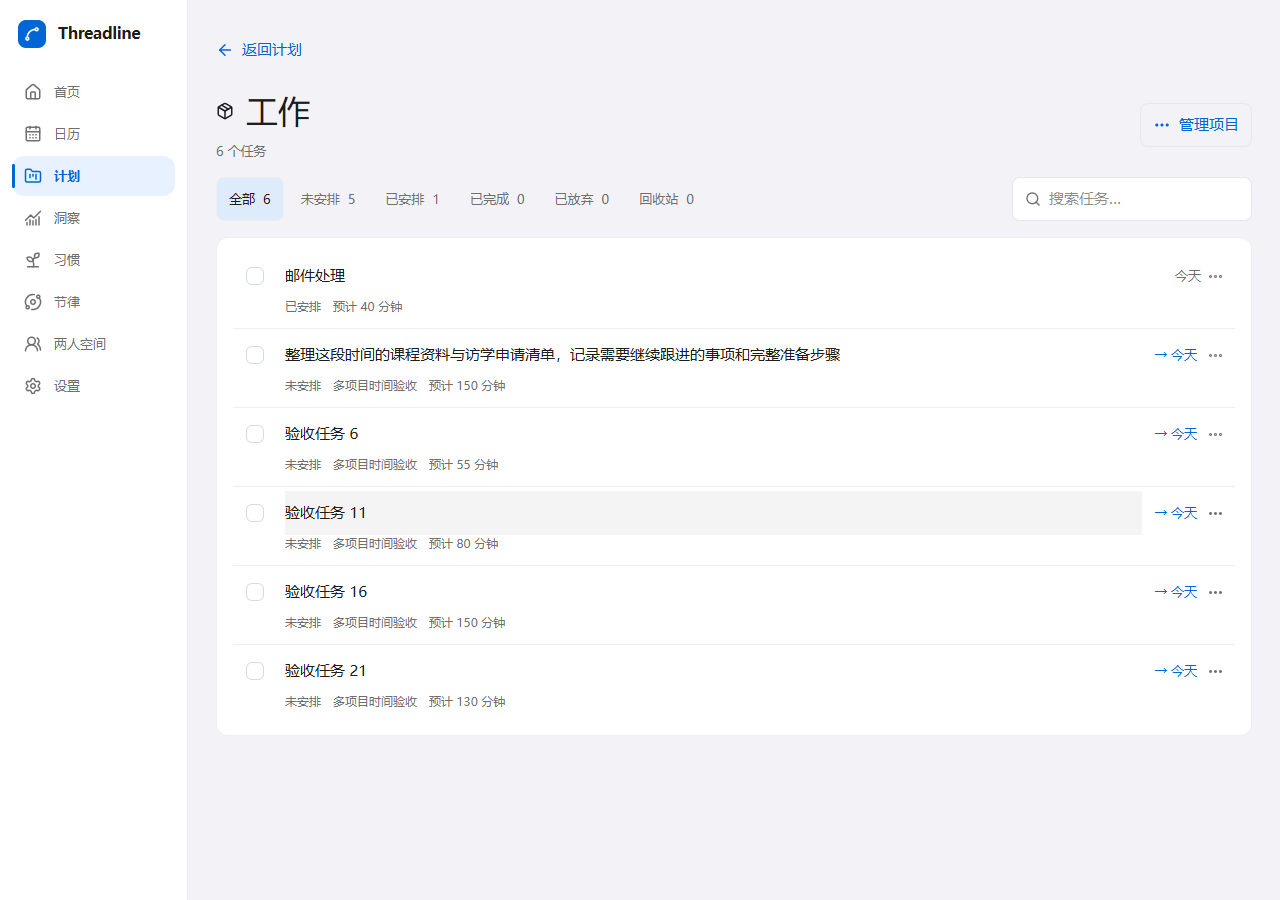 Threadline
首页
日历
计划
洞察
习惯
节律
两人空间
设置
返回计划
工作
6 个任务
管理项目
全部 6 未安排 5 已安排 1 已完成 0 已放弃 0 回收站 0
搜索任务...
邮件处理 今天
已安排 预计 40 分钟
整理这段时间的课程资料与访学申请清单，记录需要继续跟进的事项和完整准备步骤 →今天
未安排 多项目时间验收 预计 150 分钟
验收任务 6 →今天
未安排 多项目时间验收 预计 55 分钟
验收任务 11 →今天
未安排 多项目时间验收 预计 80 分钟
验收任务 16 →今天
未安排 多项目时间验收 预计 150 分钟
验收任务 21 →今天
未安排 多项目时间验收 预计 130 分钟